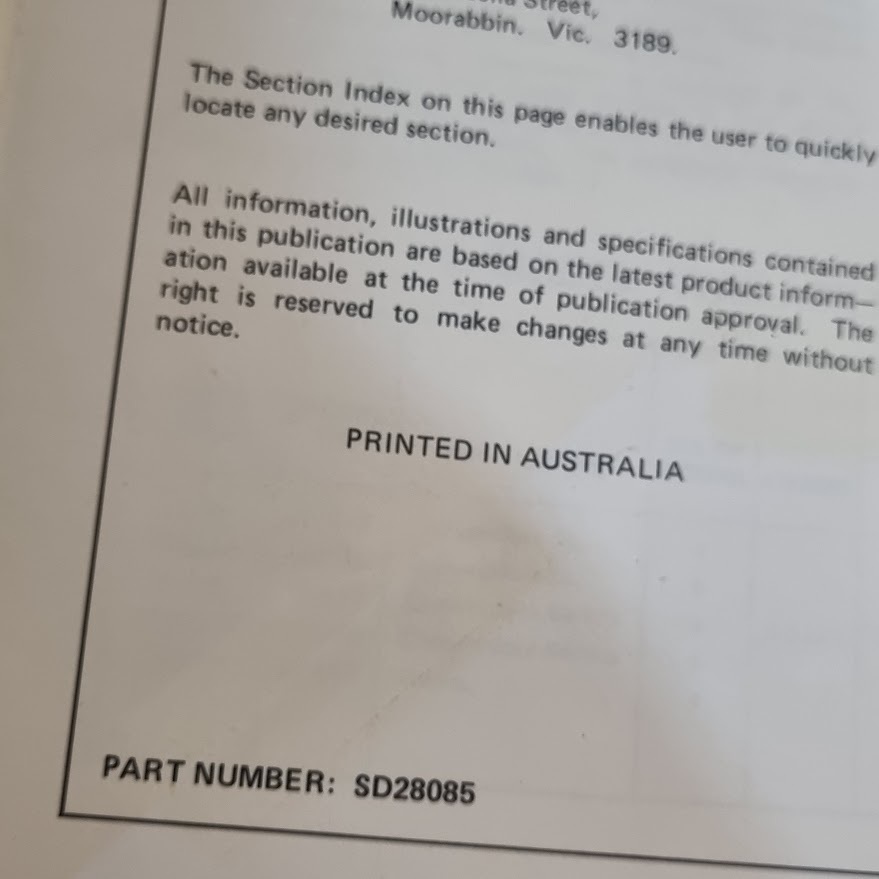 Street,
Moorabbin. Vic. 3189.
The Section Index on this page enables the user to quickly
locate any desired section.
All information, illustrations and specifications contained
in this publication are based on the latest product inform—
ation available at the time of publication approval. The
right is reserved to make changes at any time without
notice.
PRINTED IN AUSTRALIA
PART NUMBER: SD28085